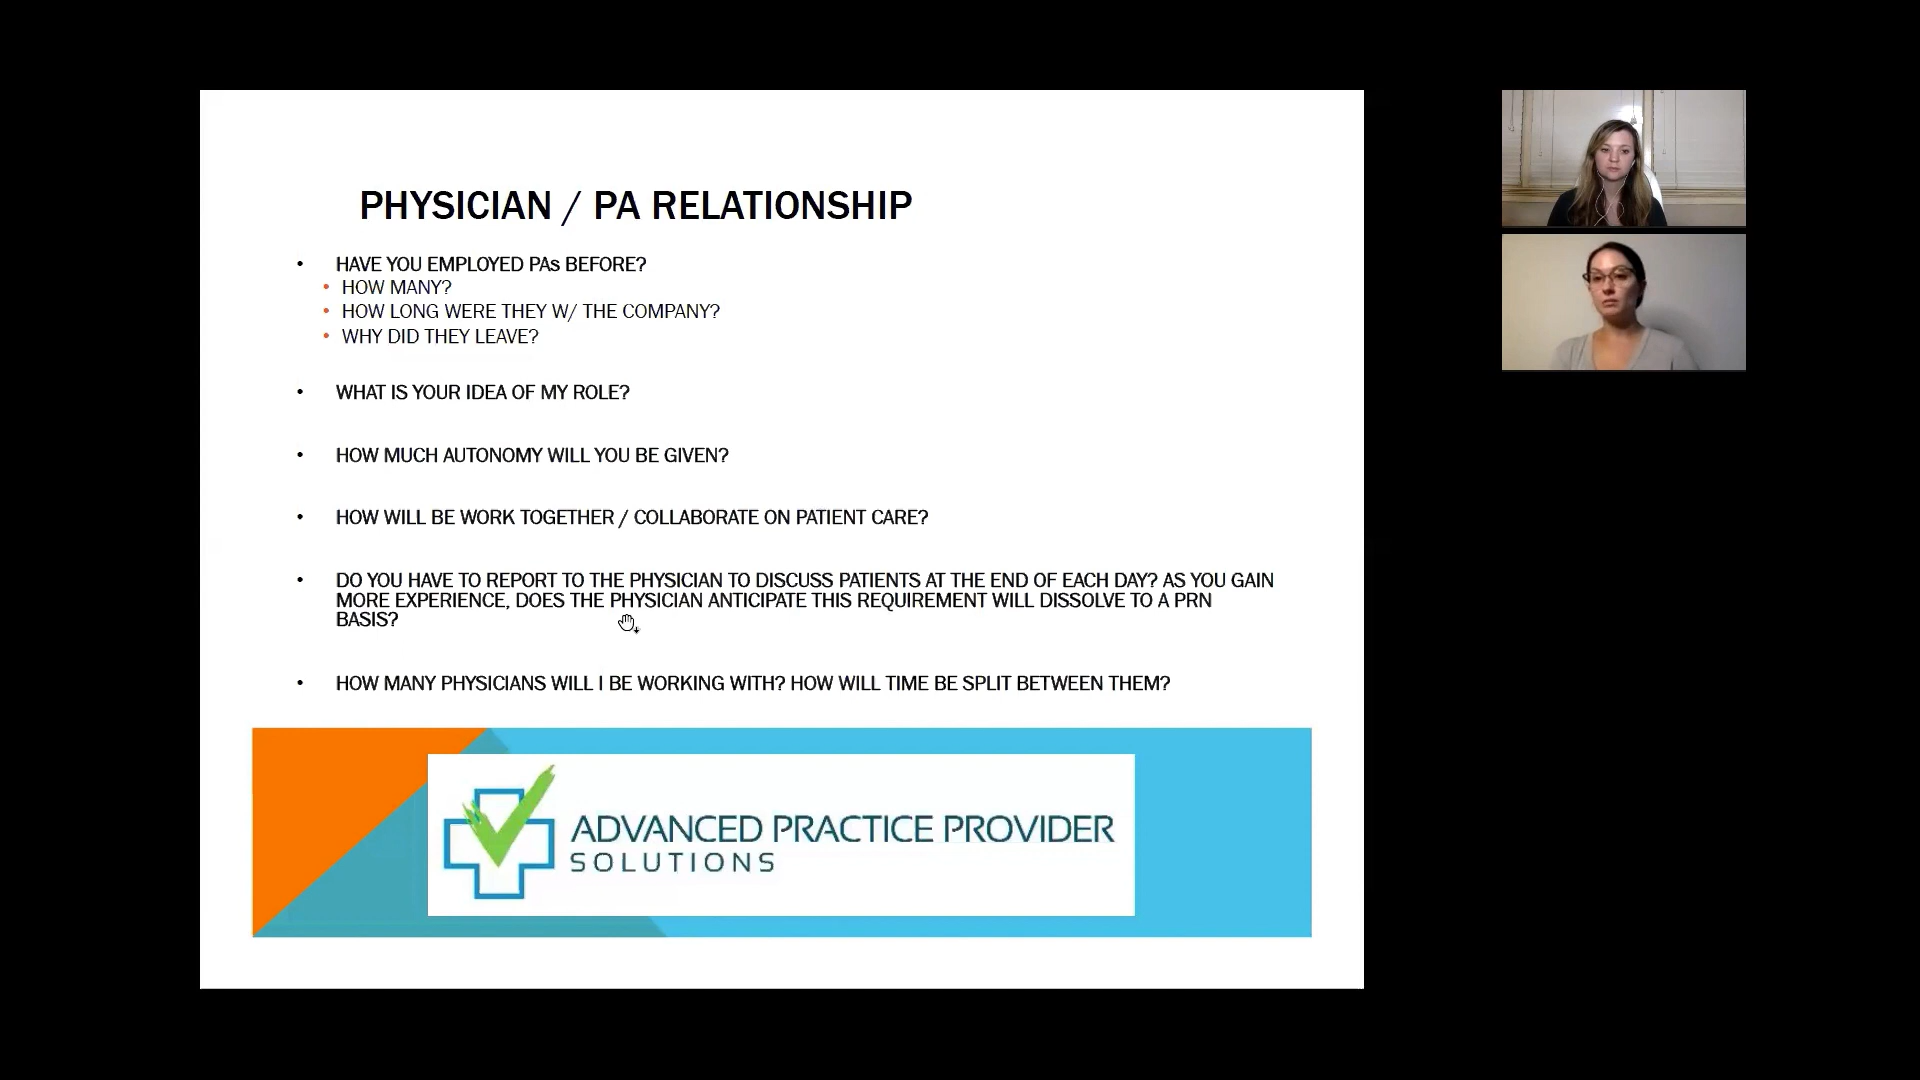 PHYSICIAN / PA RELATIONSHIP
• HAVE YOU EMPLOYED PAs BEFORE?
• HOW MANY?
• HOW LONG WERE THEY W/ THE COMPANY?
• WHY DID THEY LEAVE?
• WHAT IS YOUR IDEA OF MY ROLE?
• HOW MUCH AUTONOMY WILL YOU BE GIVEN?
• HOW WILL BE WORK TOGETHER / COLLABORATE ON PATIENT CARE?
• DO YOU HAVE TO REPORT TO THE PHYSICIAN TO DISCUSS PATIENTS AT THE END OF EACH DAY? AS YOU GAIN
MORE EXPERIENCE, DOES THE PHYSICIAN ANTICIPATE THIS REQUIREMENT WILL DISSOLVE TO A PRN
BASIS?
• HOW MANY PHYSICIANS WILL I BE WORKING WITH? HOW WILL TIME BE SPLIT BETWEEN THEM?
ADVANCED PRACTICE PROVIDER
SOLUTIONS